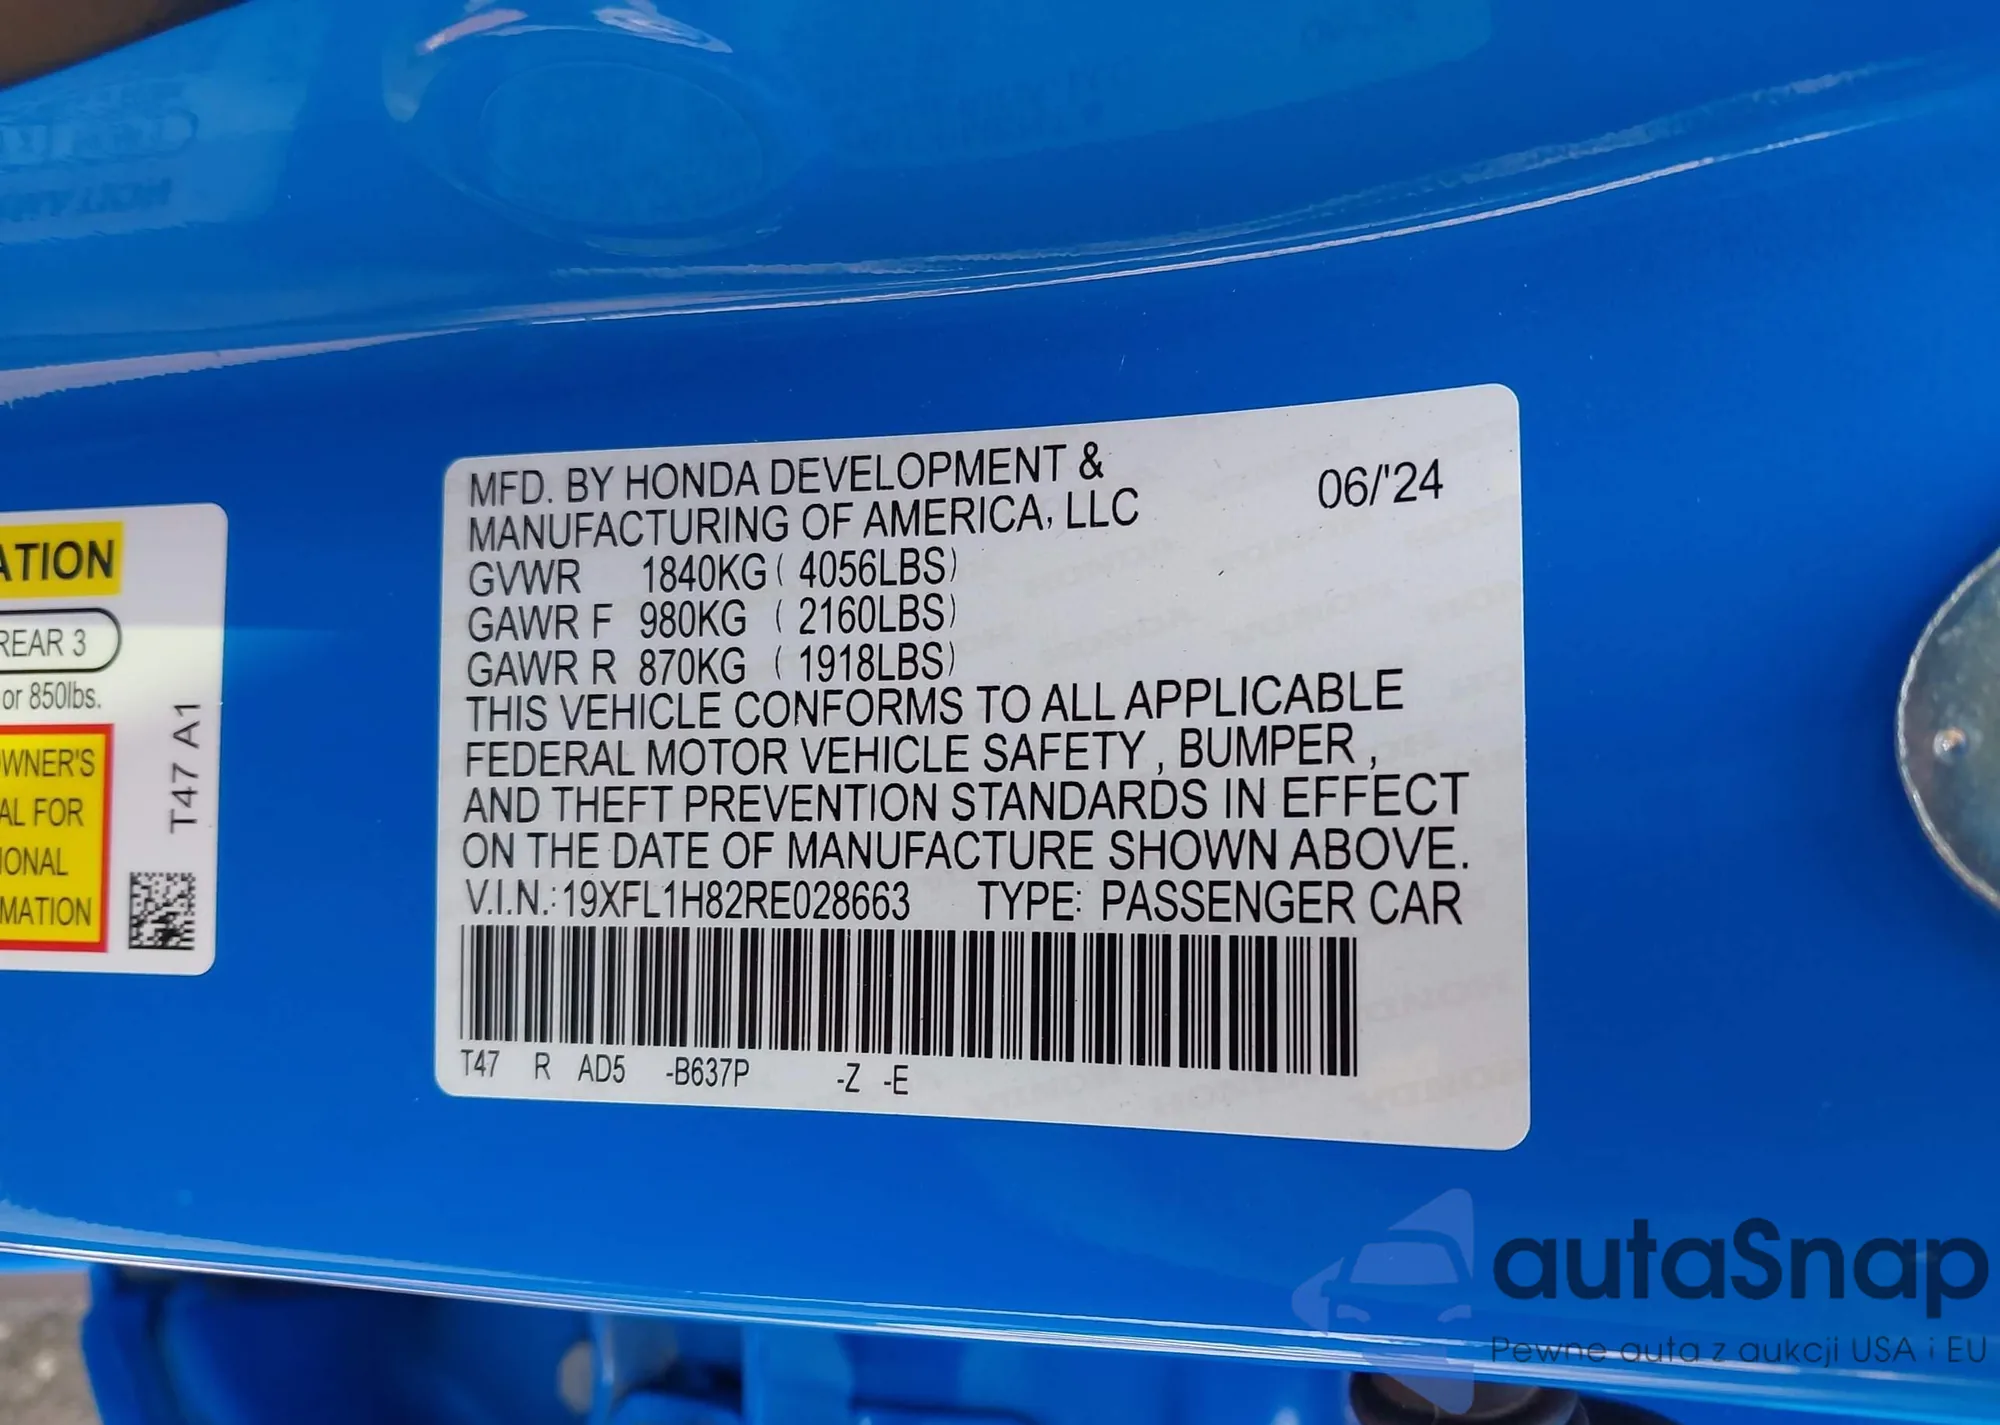 ATION
REAR 3
or 850lbs.
WNER'S
AL FOR
IONAL
MATION
T47 A1
MFD. BY HONDA DEVELOPMENT &
MANUFACTURING OF AMERICA, LLC
06/'24
GVWR 1840KG ( 4056LBS)
GAWR F 980KG ( 2160LBS)
GAWR R 870KG ( 1918LBS)
THIS VEHICLE CONFORMS TO ALL APPLICABLE
FEDERAL MOTOR VEHICLE SAFETY , BUMPER ,
AND THEFT PREVENTION STANDARDS IN EFFECT
ON THE DATE OF MANUFACTURE SHOWN ABOVE.
V.I.N.: 19XFL1H82RE028663 TYPE: PASSENGER CAR
T47 R AD5 -B637P -Z -E
autaSnap
Pewne auta z aukcji USA i EU